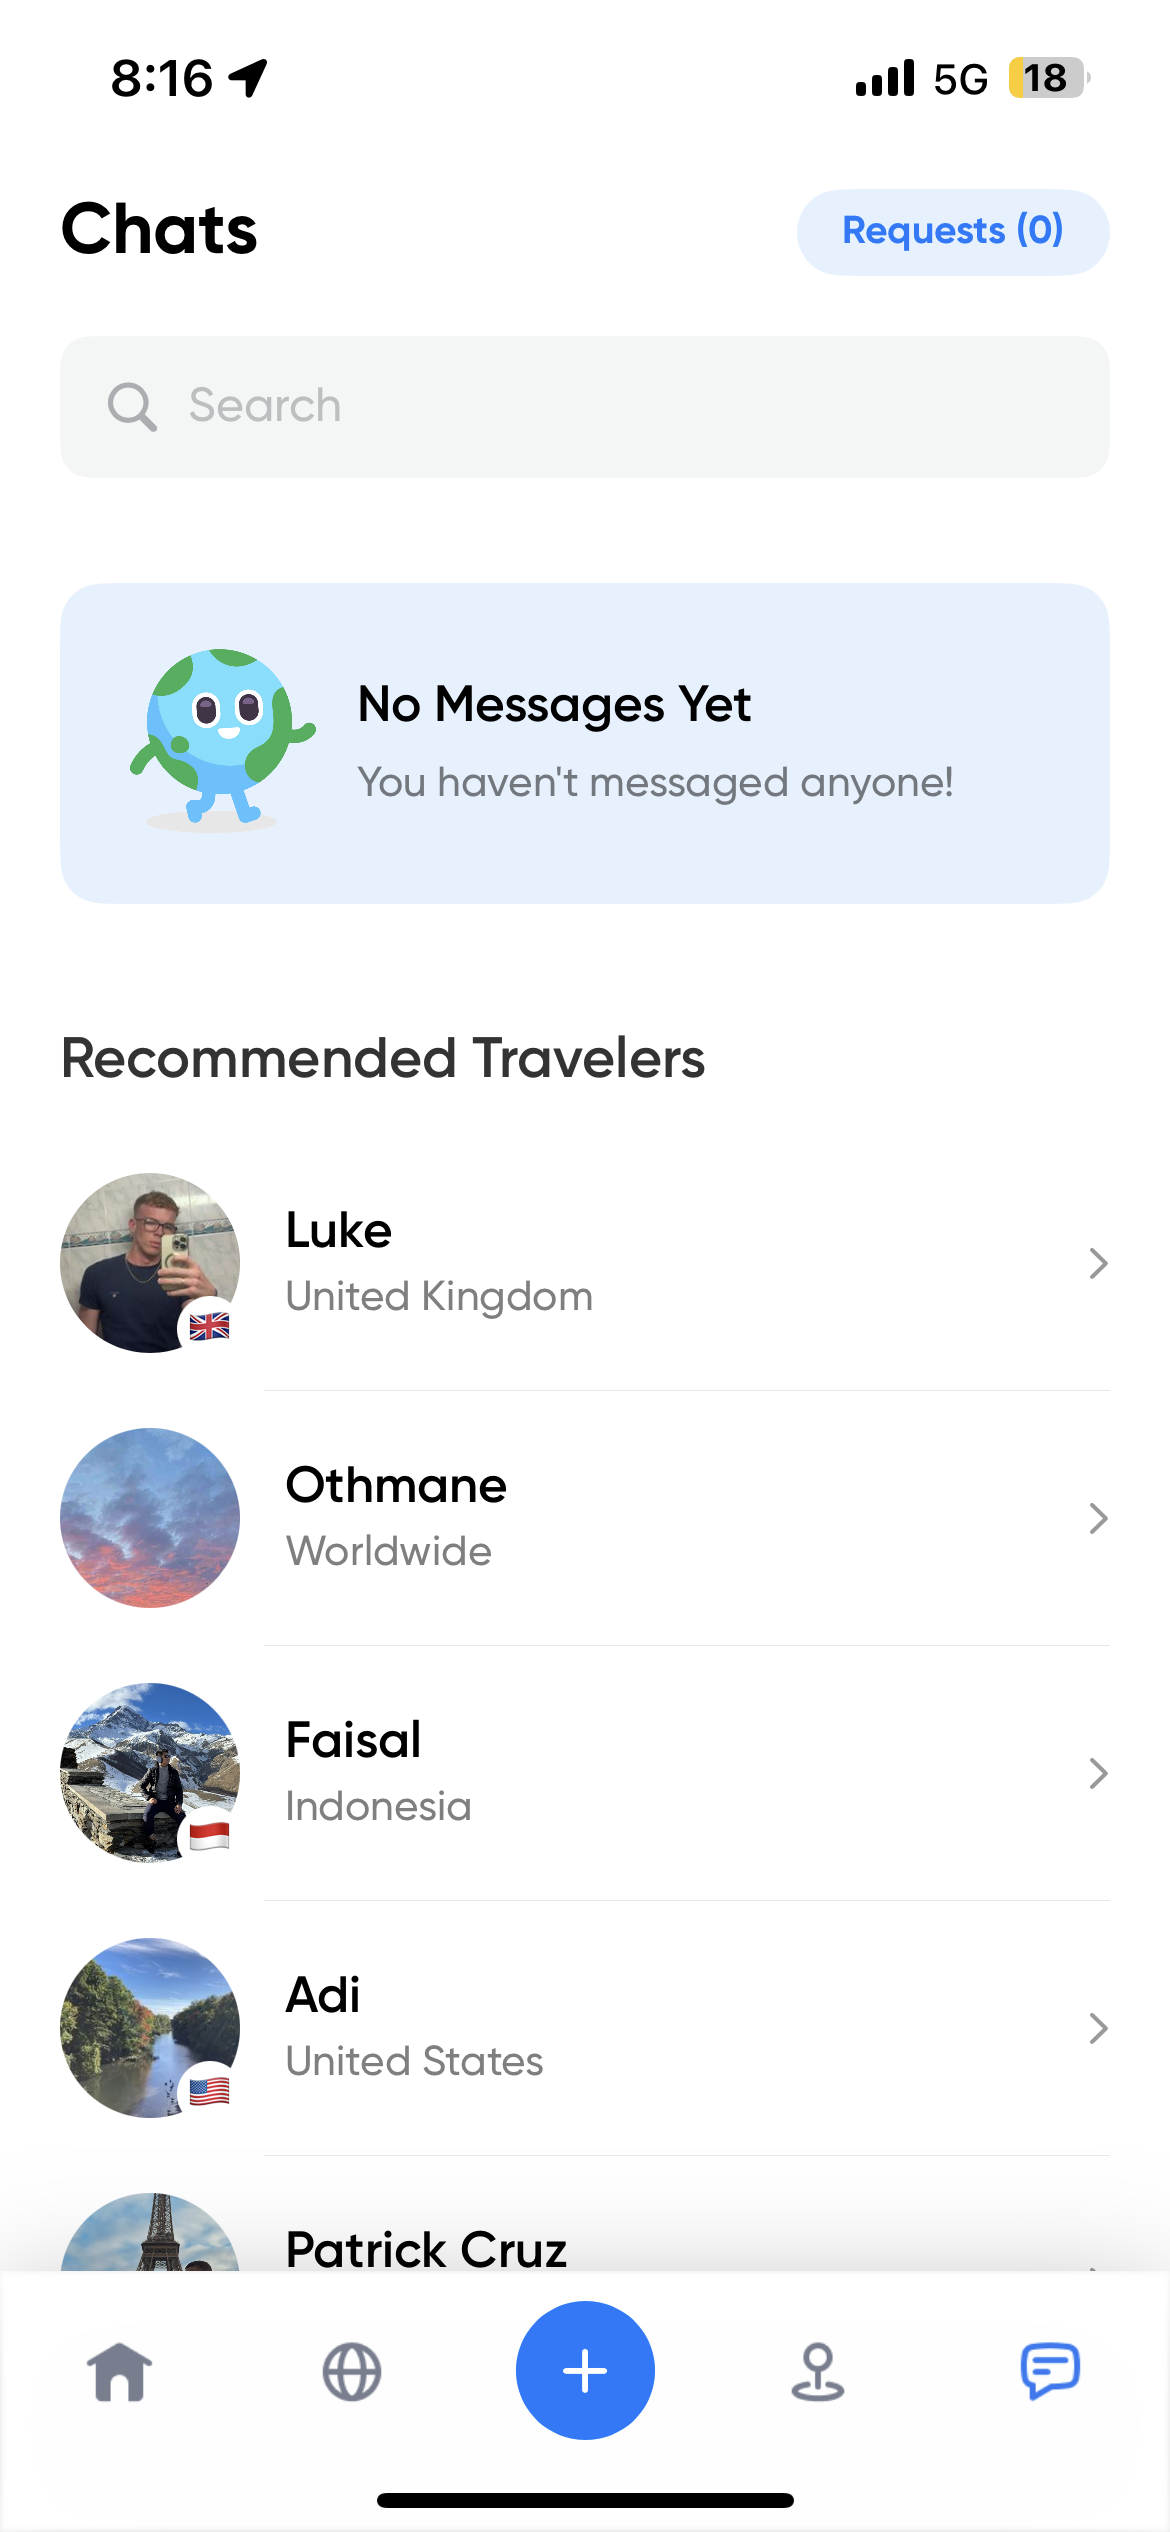 8:16 5G 18
Chats Requests (0)
Search
No Messages Yet
You haven't messaged anyone!
Recommended Travelers
Luke
United Kingdom
Othmane
Worldwide
Faisal
Indonesia
Adi
United States
Patrick Cruz